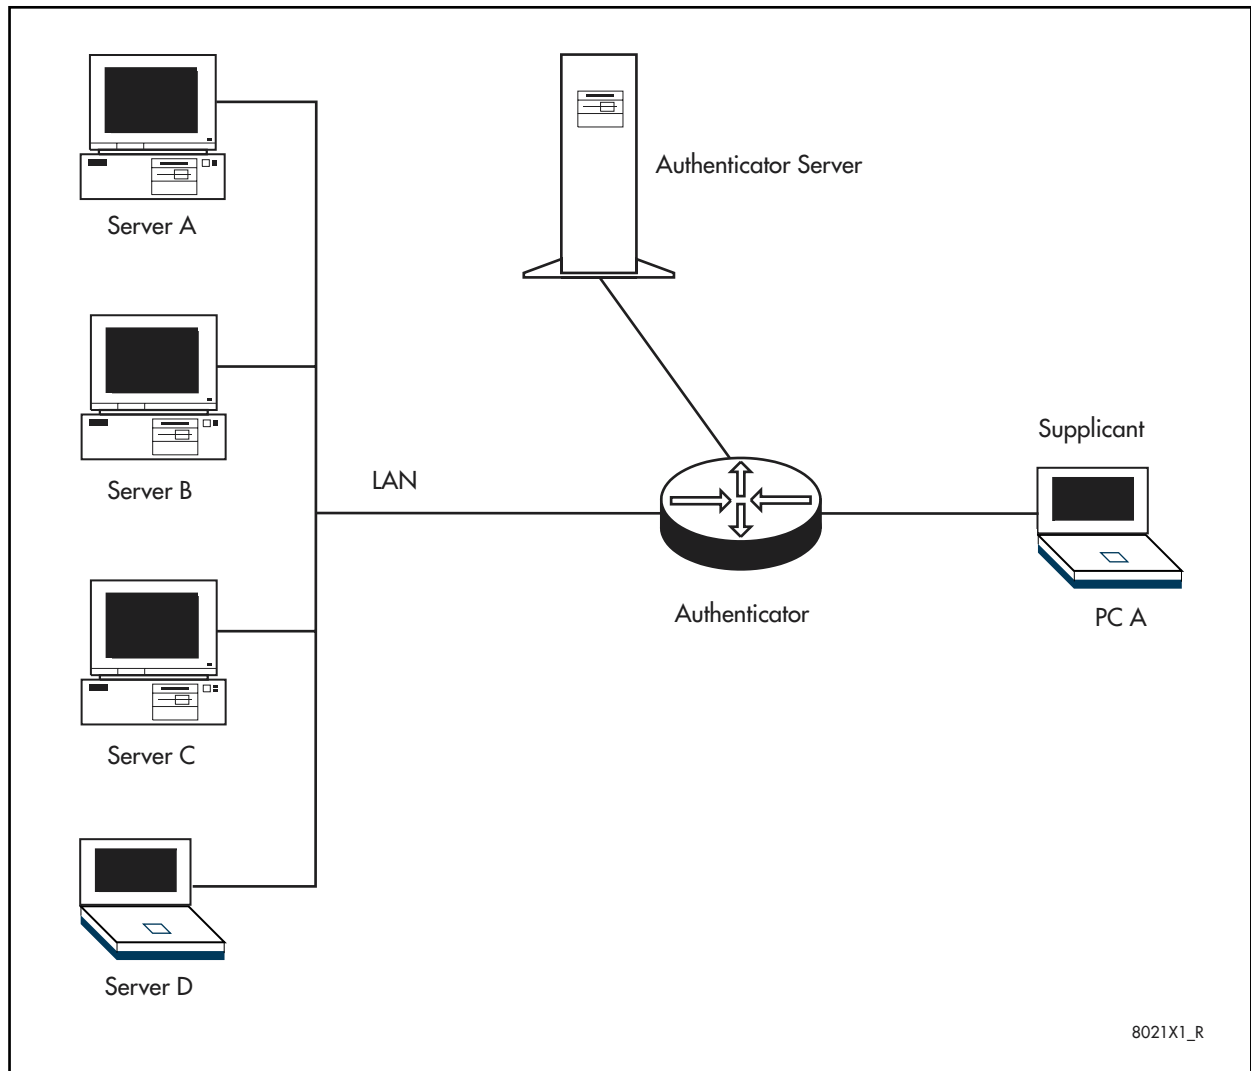 Server A
Authenticator Server
Server B
LAN
Supplicant
Authenticator
PC A
Server C
Server D
8021X1_R